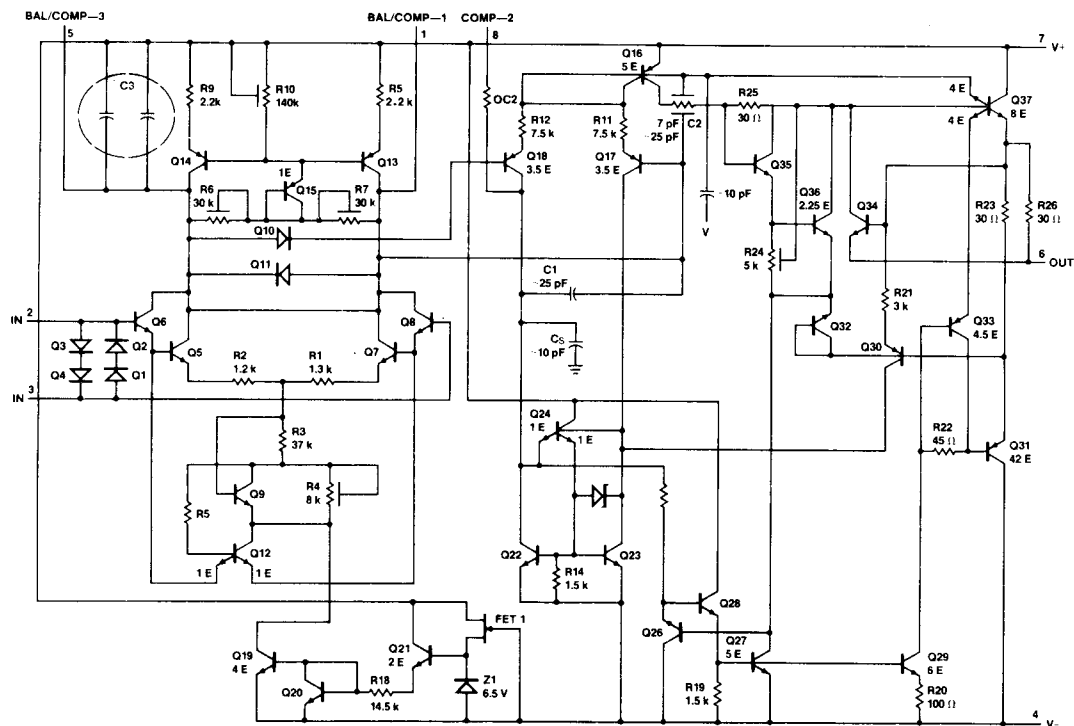 BAL/COMP—3
5
BAL/COMP—1
1
COMP—2
8
7
V+
C3
R9
2.2k
R10
140k
R5
2.2k
OC2
Q16
5 E
R12
7.5 k
R11
7.5 k
7 pF
~25 pF
C2
R25
30 Ω
4 E
4 E
Q37
8 E
Q14
Q13
1E
Q15
R6
30 k
R7
30 k
Q18
3.5 E
Q17
3.5 E
~10 pF
V
Q35
Q36
2.25 E
Q34
R23
30 Ω
R26
30 Ω
Q10
Q11
R24
5 k
6
OUT
C1
~25 pF
R21
3 k
IN 2
Q6
Q8
Q3
Q2
Q4
Q1
Q5
Q7
R2
1.2 k
R1
1.3 k
CS
~10 pF
Q32
Q30
Q33
4.5 E
IN 3
R3
37 k
Q24
1 E
1 E
R22
45 Ω
Q31
42 E
Q9
R4
8 k
R5
Q12
1 E
1 E
Q22
Q23
R14
1.5 k
Q28
FET 1
Q19
4 E
Q20
Q21
2 E
R18
14.5 k
Z1
6.5 V
Q26
Q27
5 E
R19
1.5 k
Q29
6 E
R20
100 Ω
4
V–